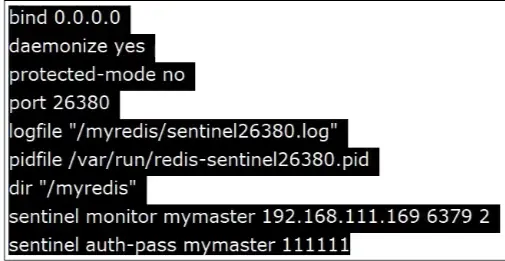 bind 0.0.0.0
daemonize yes
protected-mode no
port 26380
logfile "/myredis/sentinel26380.log"
pidfile /var/run/redis-sentinel26380.pid
dir "/myredis"
sentinel monitor mymaster 192.168.111.169 6379 2
sentinel auth-pass mymaster 111111